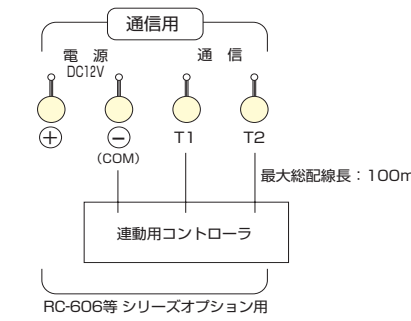 通信用
電 源 通 信
DC12V
⊕ ⊖ T1 T2
(COM)
最大総配線長：100m
連動用コントローラ
RC-606等 シリーズオプション用